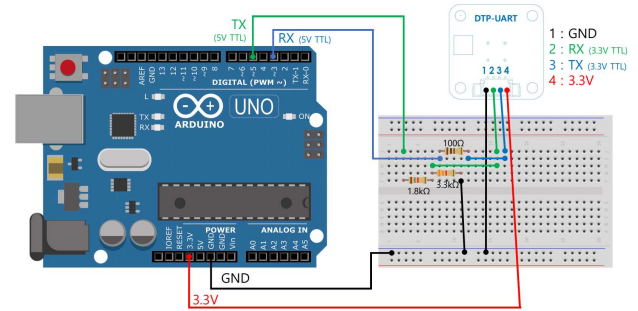 TX
(5V TTL)
RX (5V TTL)
DTP-UART
1 2 3 4
1 : GND
2 : RX (3.3V TTL)
3 : TX (3.3V TTL)
4 : 3.3V
AREF
GND
13
12
~11
~10
~9
8
7
~6
~5
4
~3
2
TX-1
RX-0
DIGITAL (PWM ~)
L
TX
RX
UNO
ARDUINO
ON
100Ω
3.3kΩ
1.8kΩ
POWER
ANALOG IN
IOREF
RESET
3.3V
5V
GND
GND
Vin
A0
A1
A2
A3
A4
A5
GND
3.3V